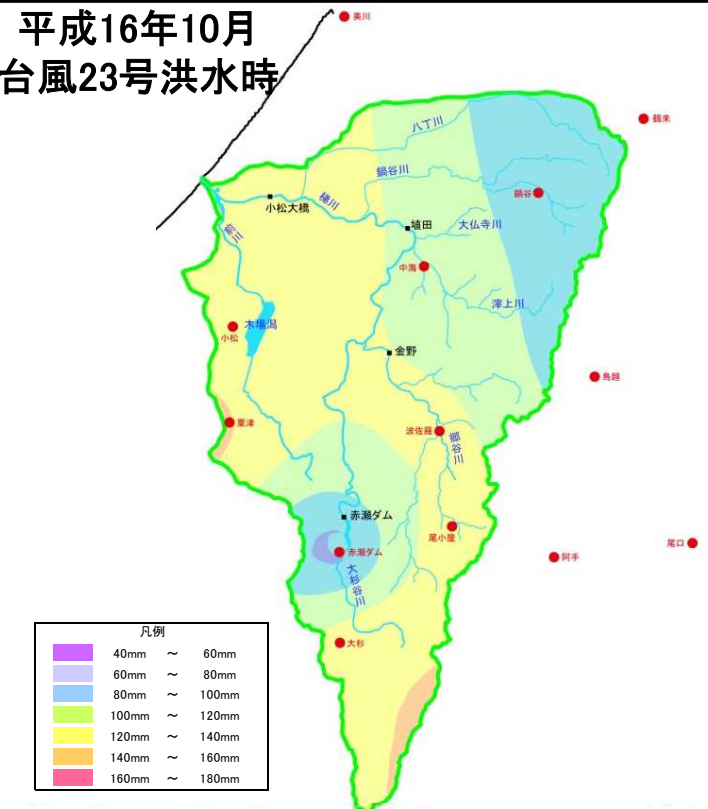 平成16年10月
台風23号洪水時
美川
鶴来
八丁川
鍋谷川
鍋谷
梯川
小松大橋
埴田
大仏寺川
前川
中海
滓上川
木場潟
小松
金野
鳥越
粟津
波佐羅
郷谷川
赤瀬ダム
尾小屋
赤瀬ダム
阿手
尾口
大杉谷川
大杉
凡例
40mm ～ 60mm
60mm ～ 80mm
80mm ～ 100mm
100mm ～ 120mm
120mm ～ 140mm
140mm ～ 160mm
160mm ～ 180mm